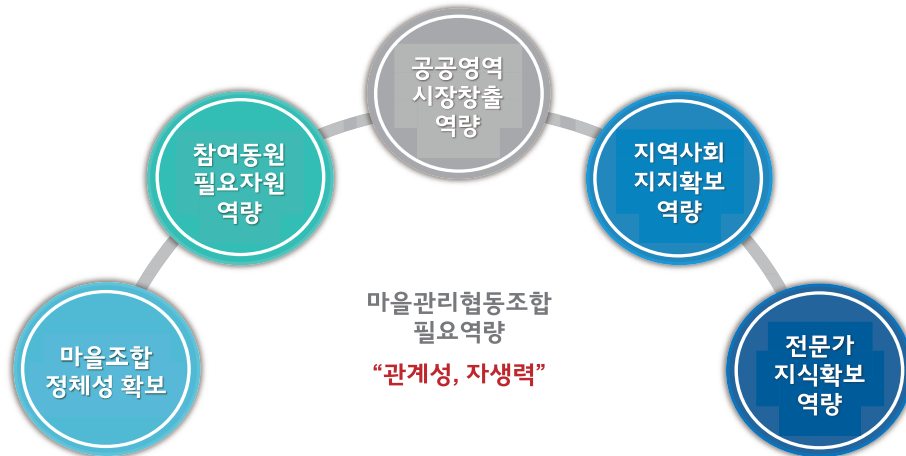 공공영역
시장창출
역량
참여동원
필요자원
역량
지역사회
지지확보
역량
마을조합
정체성 확보
마을관리협동조합
필요역량
“관계성, 자생력”
전문가
지식확보
역량